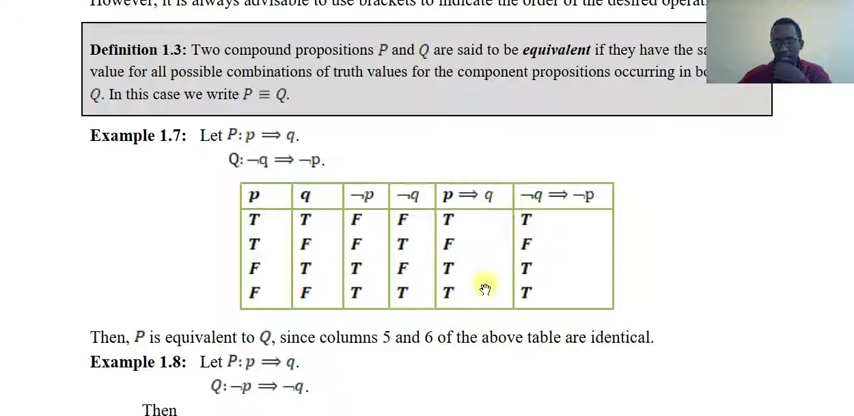 However, it is always advisable to use brackets to indicate the order of the desired
Definition 1.3: Two compound propositions P and Q are said to be equivalent if they have the
value for all possible combinations of truth values for the component propositions occurring in
Q. In this case we write P ≡ Q.
Example 1.7: Let P: p ⟹ q.
Q: ¬q ⟹ ¬p.
p q ¬p ¬q p ⟹ q ¬q ⟹ ¬p
T T F F T T
T F F T F F
F T T F T T
F F T T T T
Then, P is equivalent to Q, since columns 5 and 6 of the above table are identical.
Example 1.8: Let P: p ⟹ q.
Q: ¬p ⟹ ¬q.
Then